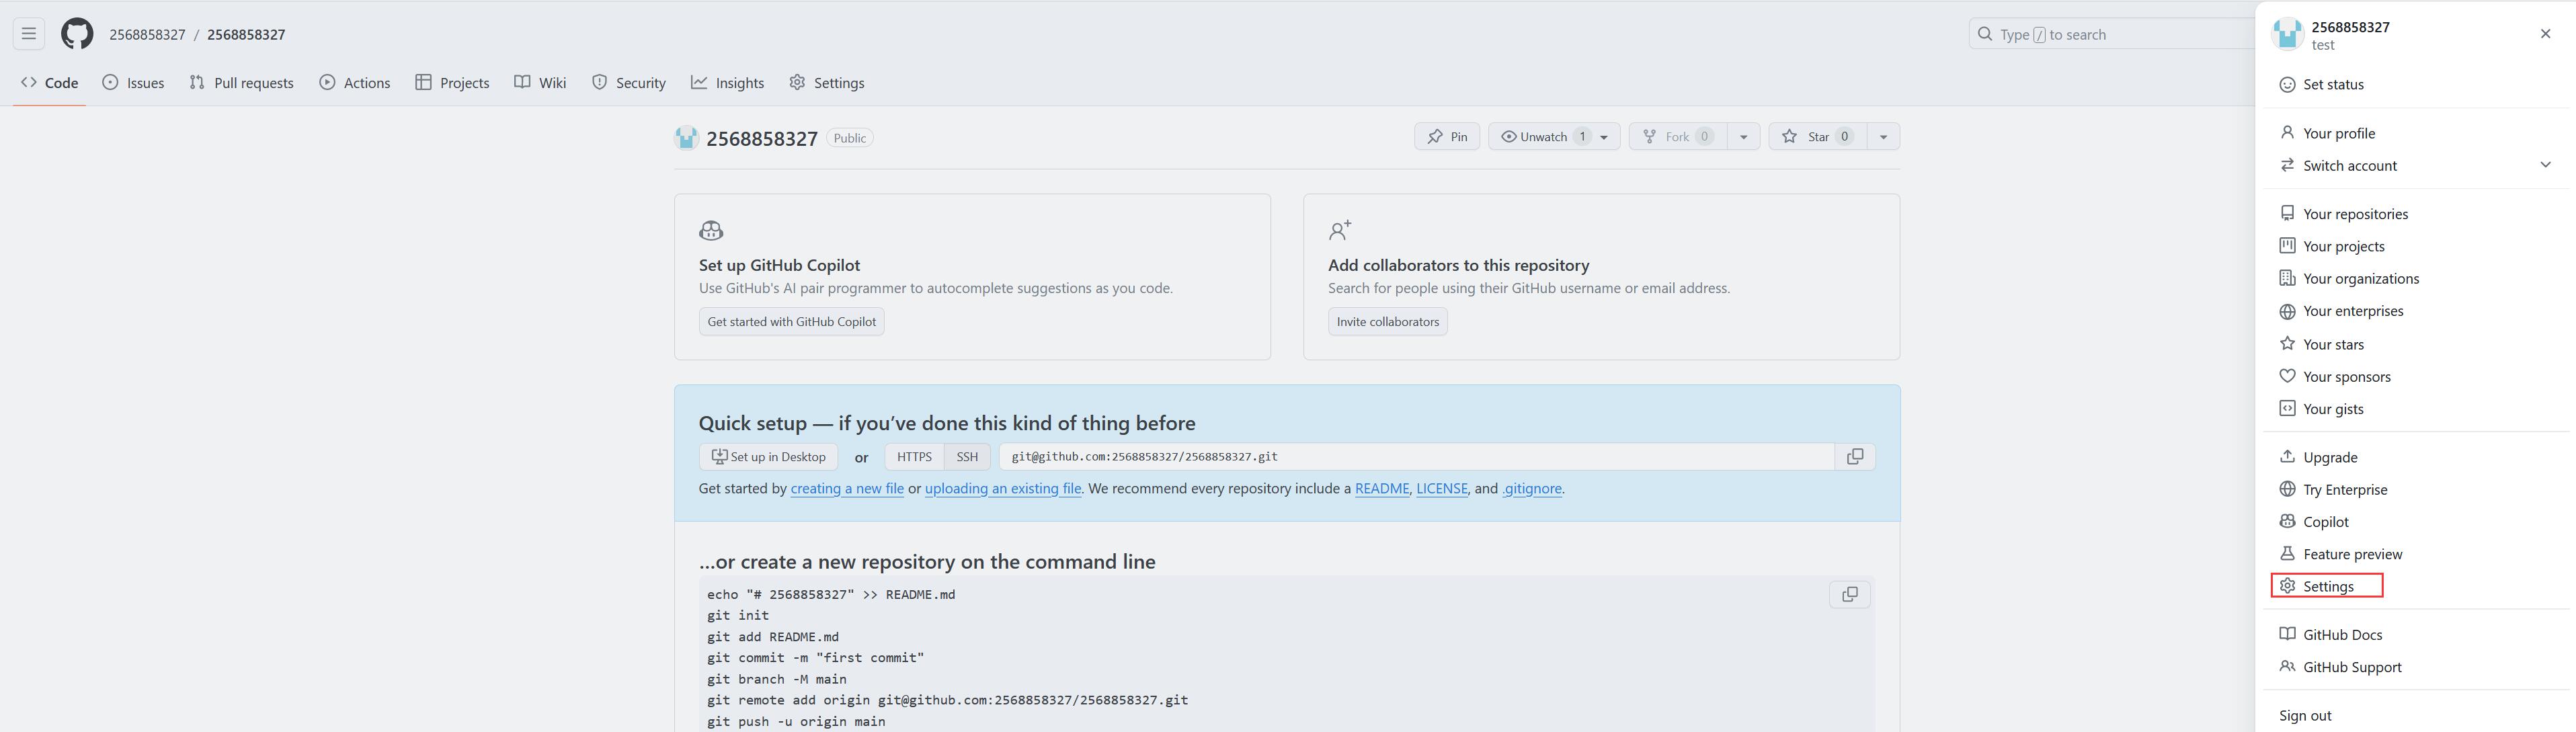 2568858327 / 2568858327
Type / to search
Code Issues Pull requests Actions Projects Wiki Security Insights Settings
2568858327 Public
Pin Unwatch 1 Fork 0 Star 0
Set up GitHub Copilot
Use GitHub's AI pair programmer to autocomplete suggestions as you code.
Get started with GitHub Copilot
Add collaborators to this repository
Search for people using their GitHub username or email address.
Invite collaborators
Quick setup — if you’ve done this kind of thing before
Set up in Desktop or HTTPS SSH git@github.com:2568858327/2568858327.git
Get started by creating a new file or uploading an existing file. We recommend every repository include a README, LICENSE, and .gitignore.
…or create a new repository on the command line
echo "# 2568858327" >> README.md
git init
git add README.md
git commit -m "first commit"
git branch -M main
git remote add origin git@github.com:2568858327/2568858327.git
git push -u origin main
2568858327
test
Set status
Your profile
Switch account
Your repositories
Your projects
Your organizations
Your enterprises
Your stars
Your sponsors
Your gists
Upgrade
Try Enterprise
Copilot
Feature preview
Settings
GitHub Docs
GitHub Support
Sign out